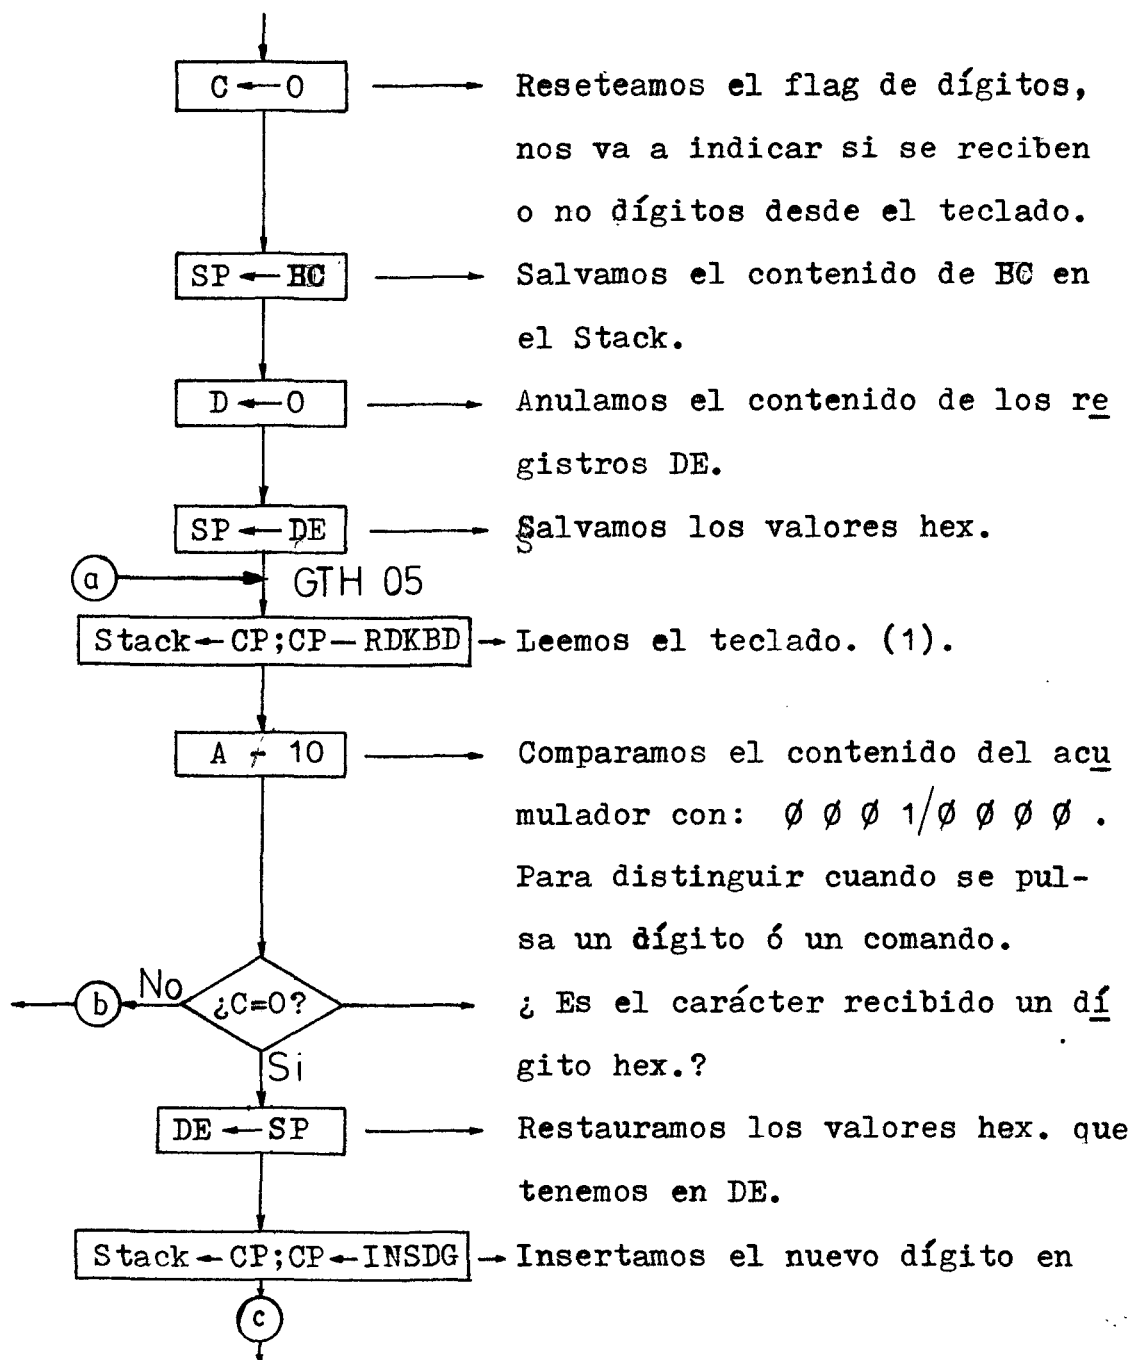 C ← 0 → Reseteamos el flag de dígitos,
nos va a indicar si se reciben
o no dígitos desde el teclado.
SP ← BC → Salvamos el contenido de BC en
el Stack.
D ← 0 → Anulamos el contenido de los re
gistros DE.
SP ← DE → Salvamos los valores hex.
a GTH 05
Stack ← CP;CP — RDKBD → Leemos el teclado. (1).
A - 10 → Comparamos el contenido del acu
mulador con: Ø Ø Ø 1/Ø Ø Ø Ø .
Para distinguir cuando se pul-
sa un dígito ó un comando.
b No ¿C=0? → ¿ Es el carácter recibido un dí
gito hex.?
Si
DE ← SP → Restauramos los valores hex. que
tenemos en DE.
Stack ← CP;CP ← INSDG → Insertamos el nuevo dígito en
c